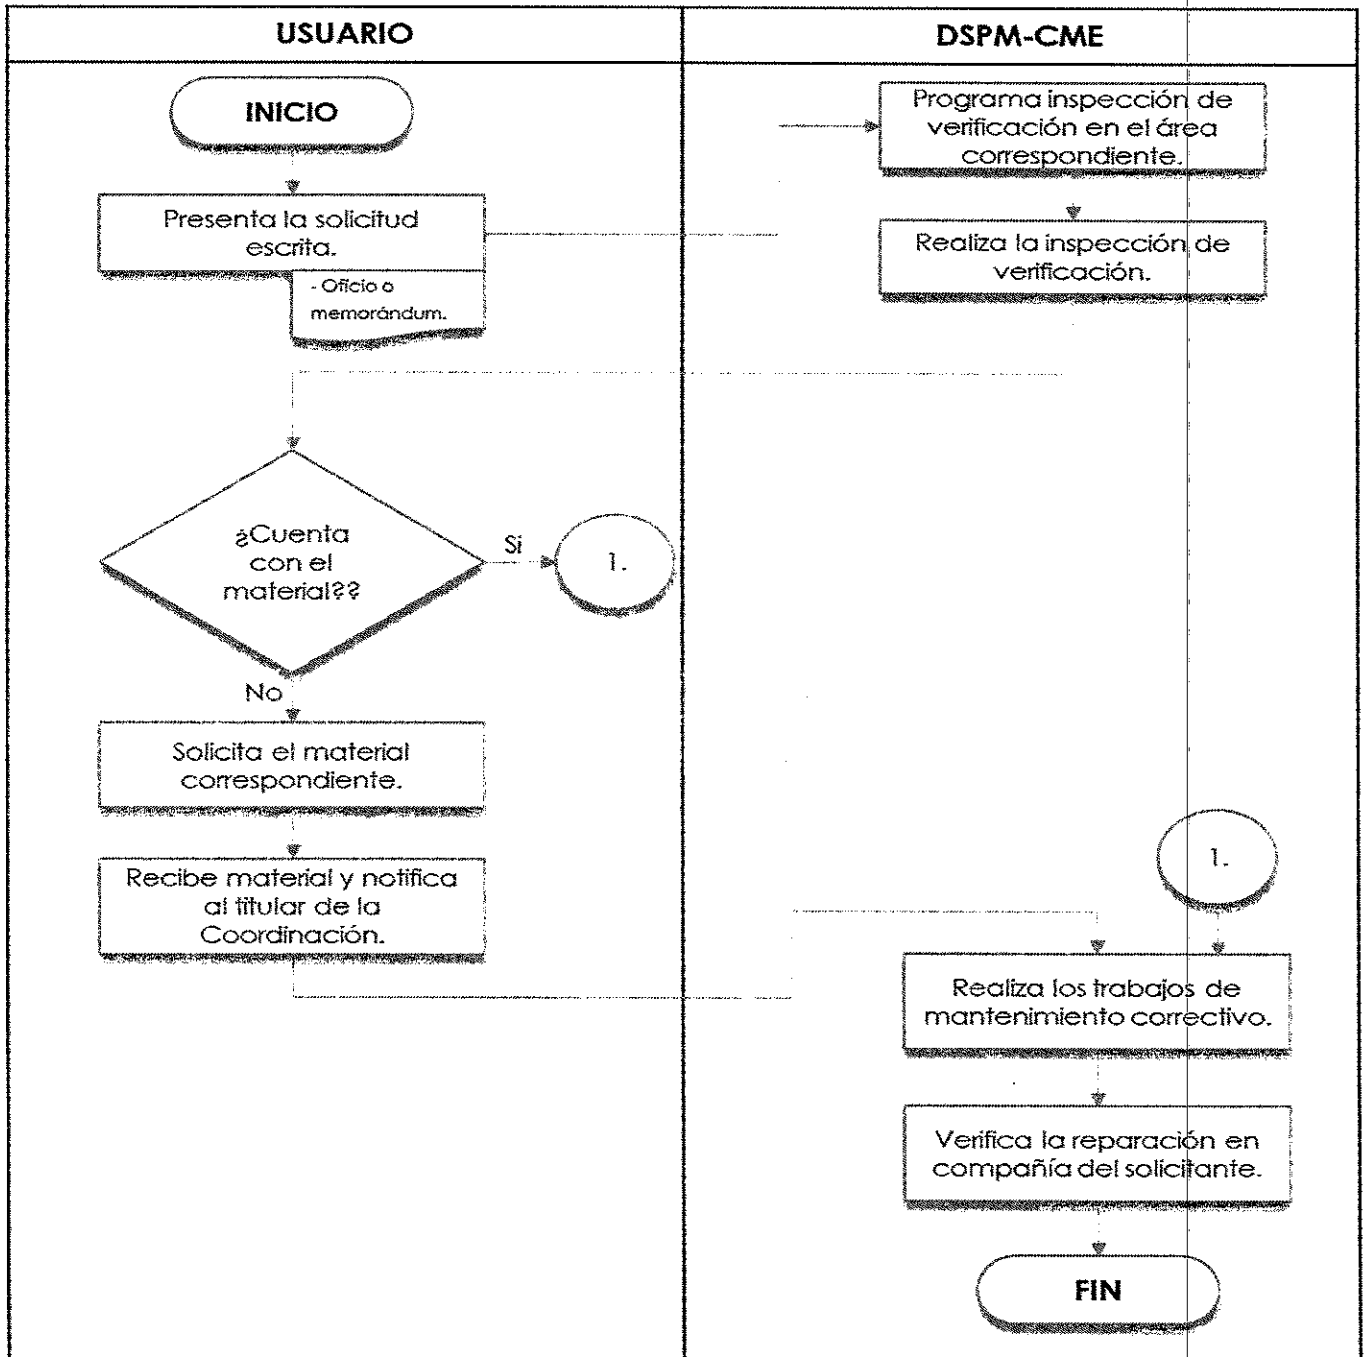 USUARIO
DSPM-CME
INICIO
Presenta la solicitud
escrita.
- Oficio o
memorándum.
Programa inspección de
verificación en el área
correspondiente.
Realiza la inspección de
verificación.
¿Cuenta
con el
material??
Si
1.
No
Solicita el material
correspondiente.
Recibe material y notifica
al titular de la
Coordinación.
1.
Realiza los trabajos de
mantenimiento correctivo.
Verifica la reparación en
compañía del solicitante.
FIN